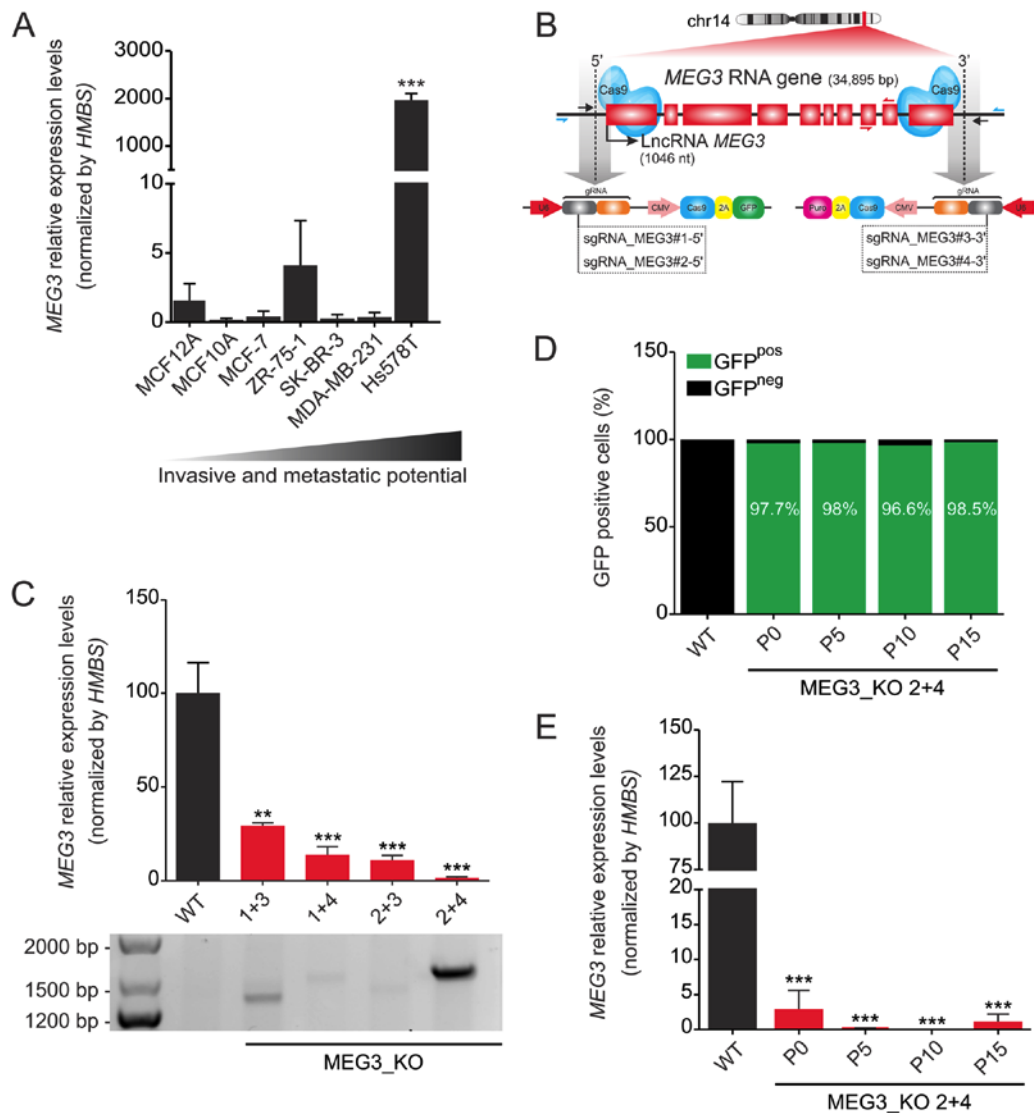 A
MEG3 relative expression levels
(normalized by HMBS)
3000
2000
1000
10
5
0
***
MCF12A
MCF10A
MCF-7
ZR-75-1
SK-BR-3
MDA-MB-231
Hs578T
Invasive and metastatic potential
B
chr14
5'
3'
MEG3 RNA gene (34,895 bp)
Cas9
Cas9
LncRNA MEG3
(1046 nt)
gRNA
gRNA
U6
CMV
Cas9
2A
GFP
Puro
2A
Cas9
CMV
U6
sgRNA_MEG3#1-5'
sgRNA_MEG3#2-5'
sgRNA_MEG3#3-3'
sgRNA_MEG3#4-3'
C
MEG3 relative expression levels
(normalized by HMBS)
150
100
50
0
**
***
***
***
WT
1+3
1+4
2+3
2+4
2000 bp
1500 bp
1200 bp
MEG3_KO
D
GFP positive cells (%)
150
100
50
0
GFPpos
GFPneg
97.7%
98%
96.6%
98.5%
WT
P0
P5
P10
P15
MEG3_KO 2+4
E
MEG3 relative expression levels
(normalized by HMBS)
125
100
75
20
15
10
5
0
***
***
***
***
WT
P0
P5
P10
P15
MEG3_KO 2+4